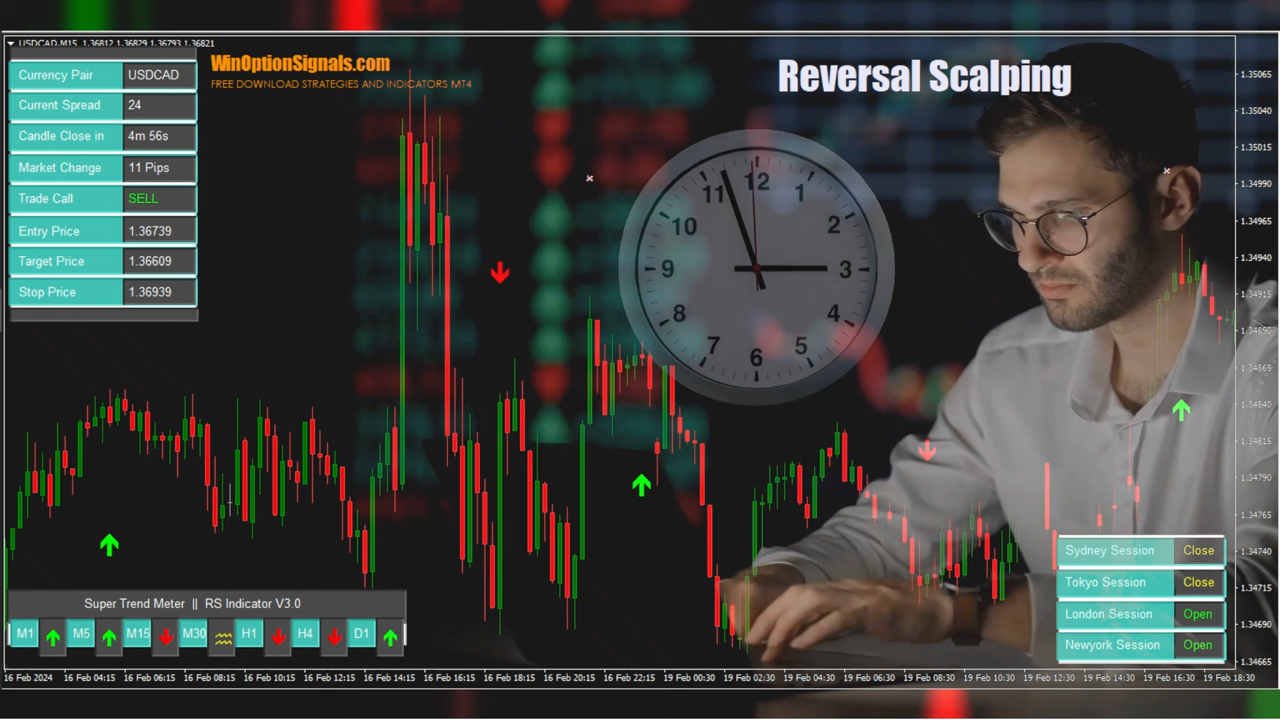 USDCAD,M15 1.36812 1.36829 1.36793 1.36821
WinOptionSignals.com
FREE DOWNLOAD STRATEGIES AND INDICATORS MT4
Reversal Scalping
Currency Pair USDCAD
Current Spread 24
Candle Close in 4m 56s
Market Change 11 Pips
Trade Call SELL
Entry Price 1.36739
Target Price 1.36609
Stop Price 1.36939
12
1
2
3
4
5
6
7
8
9
10
11
1.35065
1.35040
1.35015
1.34990
1.34965
1.34940
1.34915
1.34890
1.34865
1.34840
1.34815
1.34790
1.34765
1.34740
1.34715
1.34690
1.34665
Sydney Session Close
Tokyo Session Close
London Session Open
Newyork Session Open
Super Trend Meter || RS Indicator V3.0
M1 M5 M15 M30 H1 H4 D1
16 Feb 2024 16 Feb 04:15 16 Feb 06:15 16 Feb 08:15 16 Feb 10:15 16 Feb 12:15 16 Feb 14:15 16 Feb 16:15 16 Feb 18:15 16 Feb 20:15 16 Feb 22:15 19 Feb 00:30 19 Feb 02:30 19 Feb 04:30 19 Feb 06:30 19 Feb 08:30 19 Feb 10:30 19 Feb 12:30 19 Feb 14:30 19 Feb 16:30 19 Feb 18:30